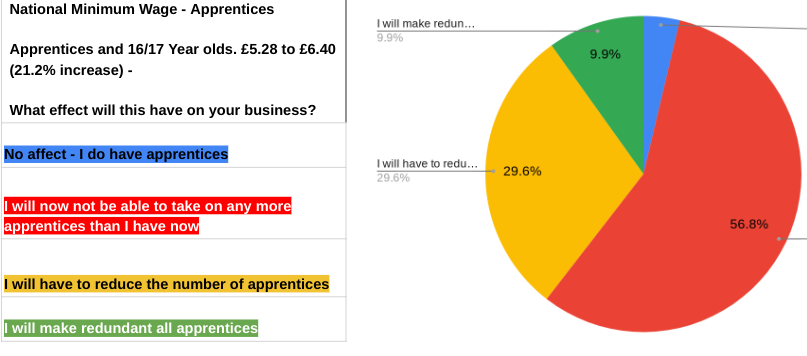 National Minimum Wage - Apprentices
Apprentices and 16/17 Year olds. £5.28 to £6.40
(21.2% increase) -
What effect will this have on your business?
No affect - I do have apprentices
I will now not be able to take on any more
apprentices than I have now
I will have to reduce the number of apprentices
I will make redundant all apprentices
I will make redun…
9.9%
9.9%
I will have to redu…
29.6%
29.6%
56.8%